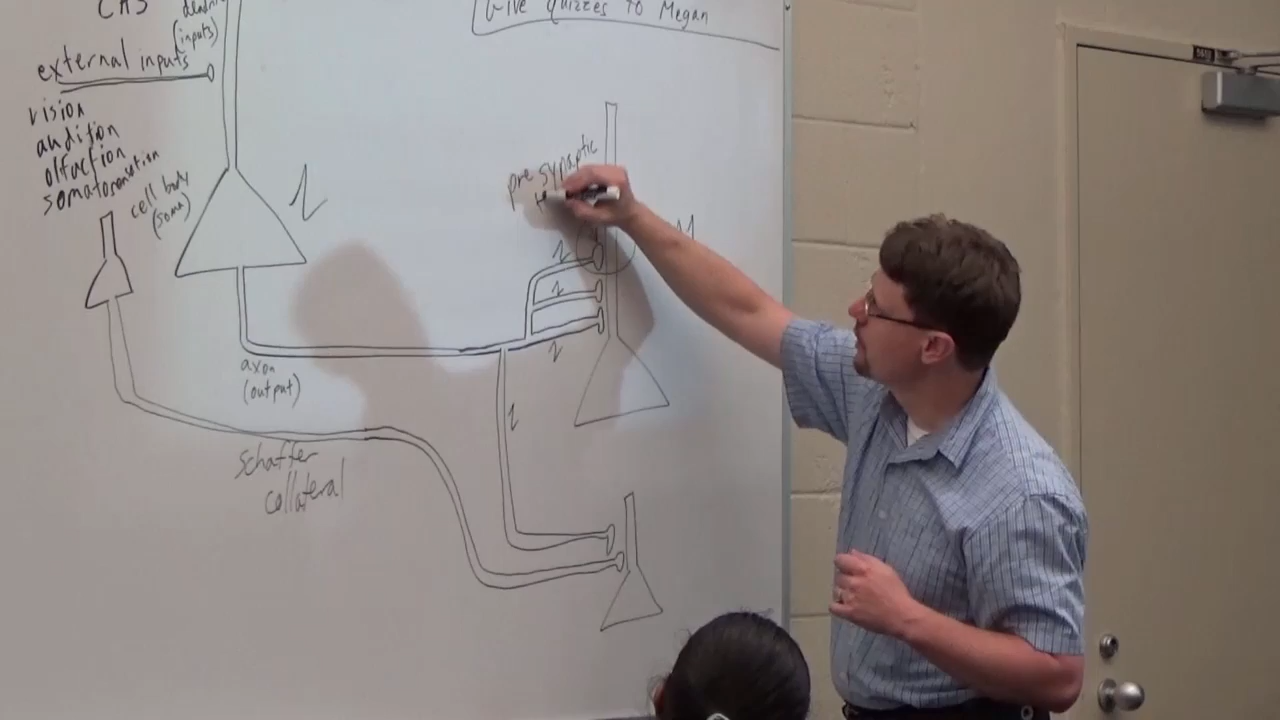 CA3
Give quizzes to Megan
(inputs)
external inputs
vision
audition
olfaction
somatosensation
cell body
(soma)
pre synaptic
axon
(output)
schaffer
collateral